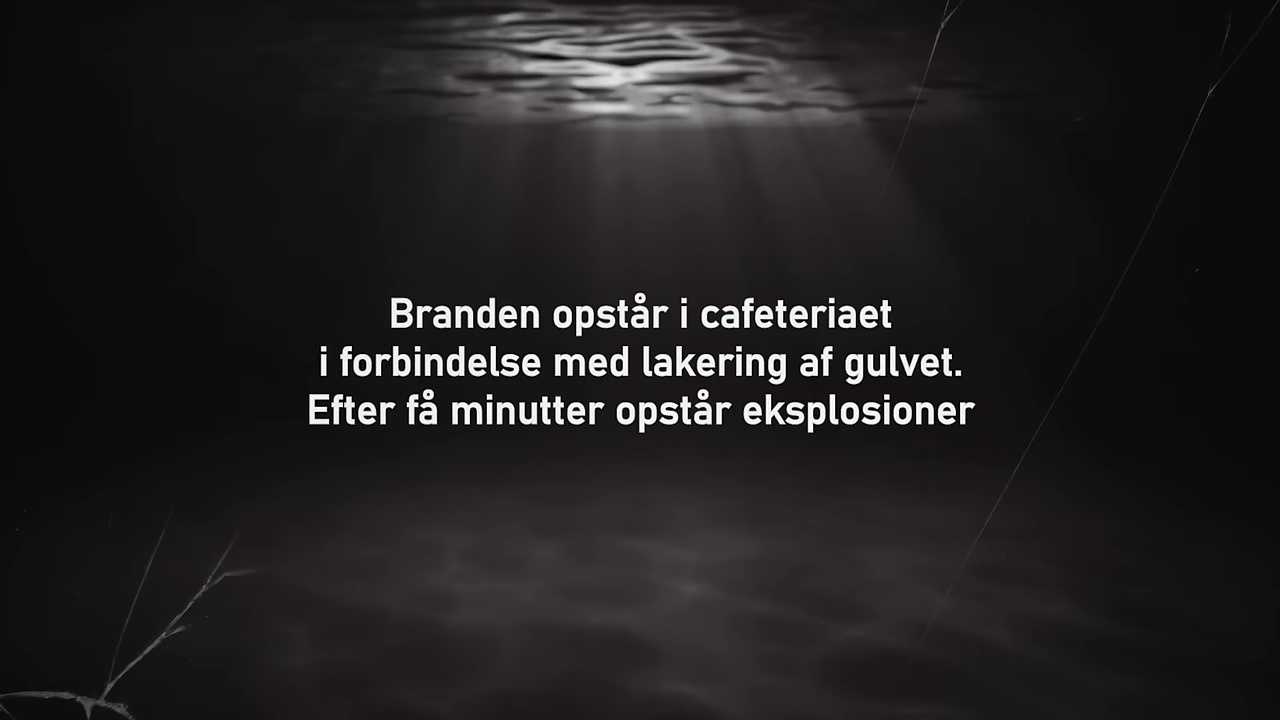 Branden opstår i cafeteriaet
i forbindelse med lakering af gulvet.
Efter få minutter opstår eksplosioner